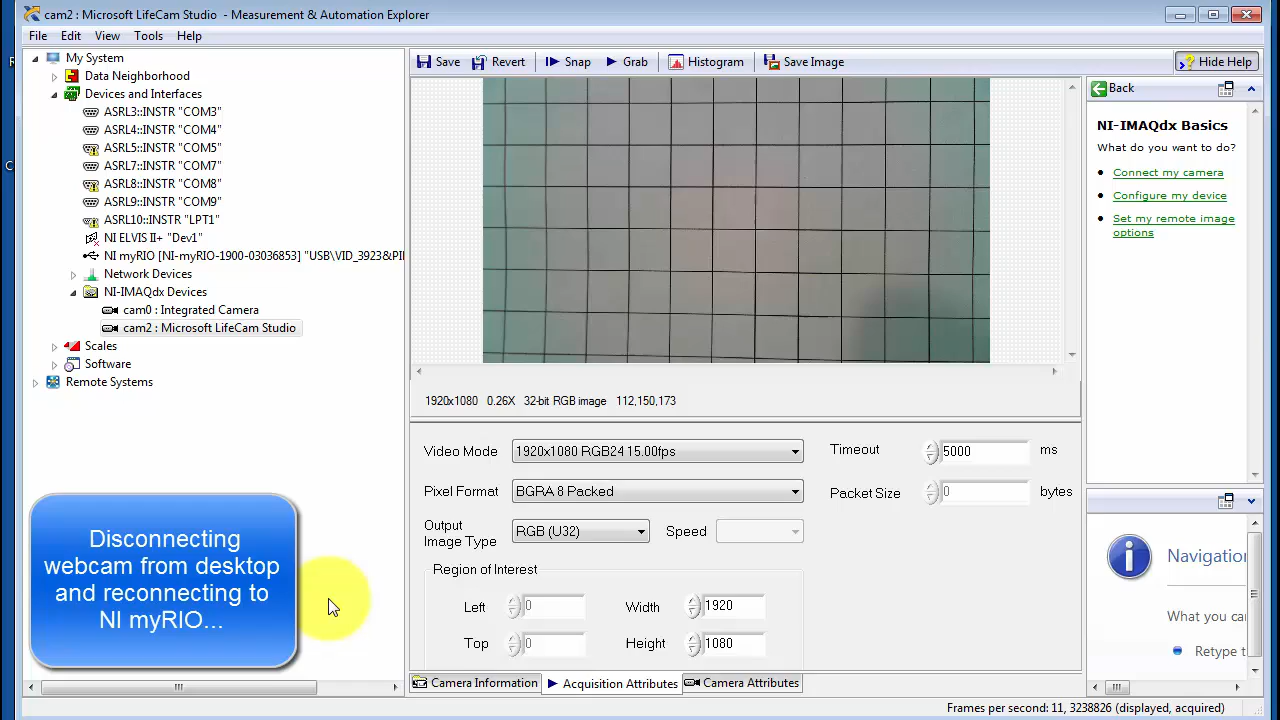 cam2 : Microsoft LifeCam Studio - Measurement & Automation Explorer
File Edit View Tools Help
My System
Data Neighborhood
Devices and Interfaces
ASRL3::INSTR "COM3"
ASRL4::INSTR "COM4"
ASRL5::INSTR "COM5"
ASRL7::INSTR "COM7"
ASRL8::INSTR "COM8"
ASRL9::INSTR "COM9"
ASRL10::INSTR "LPT1"
NI ELVIS II+ "Dev1"
NI myRIO [NI-myRIO-1900-03036853] "USB\VID_3923&PI
Network Devices
NI-IMAQdx Devices
cam0 : Integrated Camera
cam2 : Microsoft LifeCam Studio
Scales
Software
Remote Systems
Disconnecting
webcam from desktop
and reconnecting to
NI myRIO...
Save Revert Snap Grab Histogram Save Image Hide Help
1920x1080 0.26X 32-bit RGB image 112,150,173
Video Mode 1920x1080 RGB24 15.00fps Timeout 5000 ms
Pixel Format BGRA 8 Packed Packet Size 0 bytes
Output
Image Type RGB (U32) Speed
Region of Interest
Left 0 Width 1920
Top 0 Height 1080
Camera Information Acquisition Attributes Camera Attributes
Back
NI-IMAQdx Basics
What do you want to do?
Connect my camera
Configure my device
Set my remote image
options
Navigation
What you can
Retype t
Frames per second: 11, 3238826 (displayed, acquired)